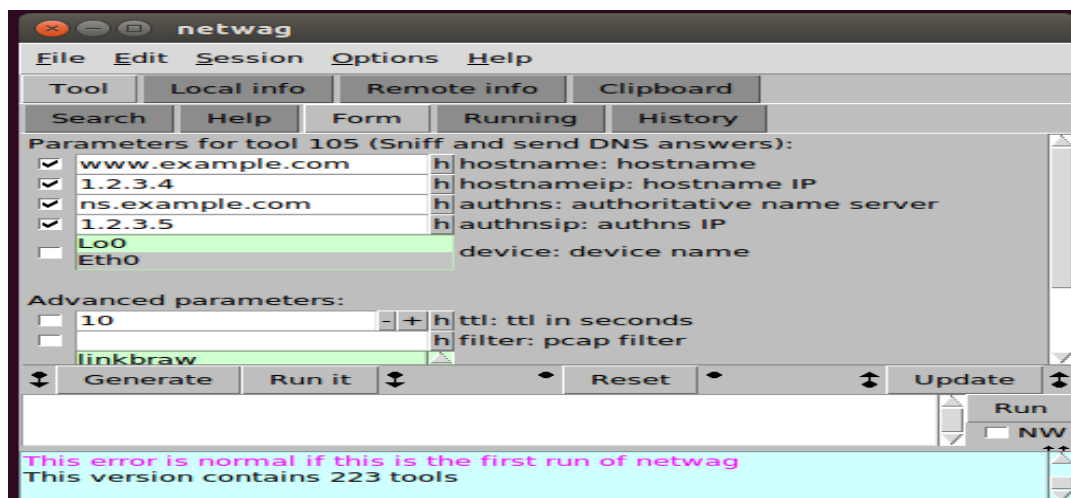 netwag
File Edit Session Options Help
Tool Local info Remote info Clipboard
Search Help Form Running History
Parameters for tool 105 (Sniff and send DNS answers):
www.example.com h hostname: hostname
1.2.3.4 h hostnameip: hostname IP
ns.example.com h authns: authoritative name server
1.2.3.5 h authnsip: authns IP
Lo0
device: device name
Eth0
Advanced parameters:
10 - + h ttl: ttl in seconds
h filter: pcap filter
linkbraw
Generate Run it Reset Update
Run
NW
This error is normal if this is the first run of netwag
This version contains 223 tools